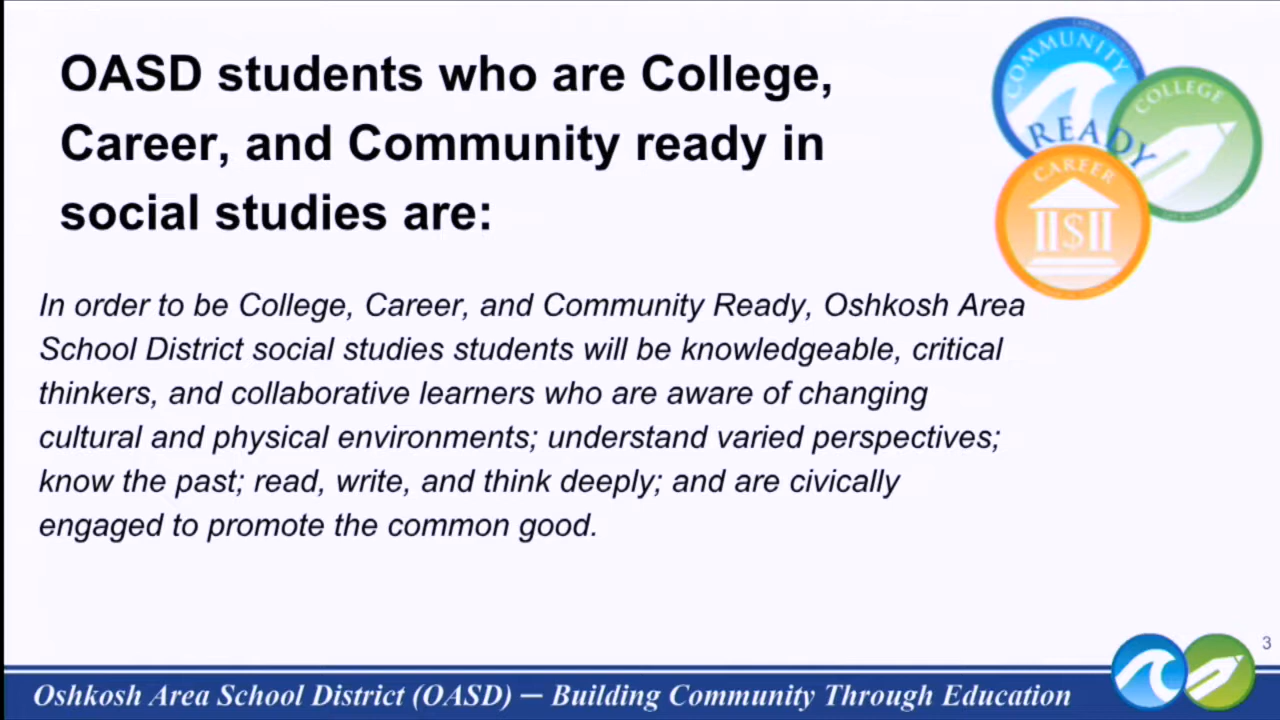 OASD students who are College,
Career, and Community ready in
social studies are:
COMMUNITY
COLLEGE
READY
CAREER
$
In order to be College, Career, and Community Ready, Oshkosh Area
School District social studies students will be knowledgeable, critical
thinkers, and collaborative learners who are aware of changing
cultural and physical environments; understand varied perspectives;
know the past; read, write, and think deeply; and are civically
engaged to promote the common good.
3
Oshkosh Area School District (OASD) — Building Community Through Education